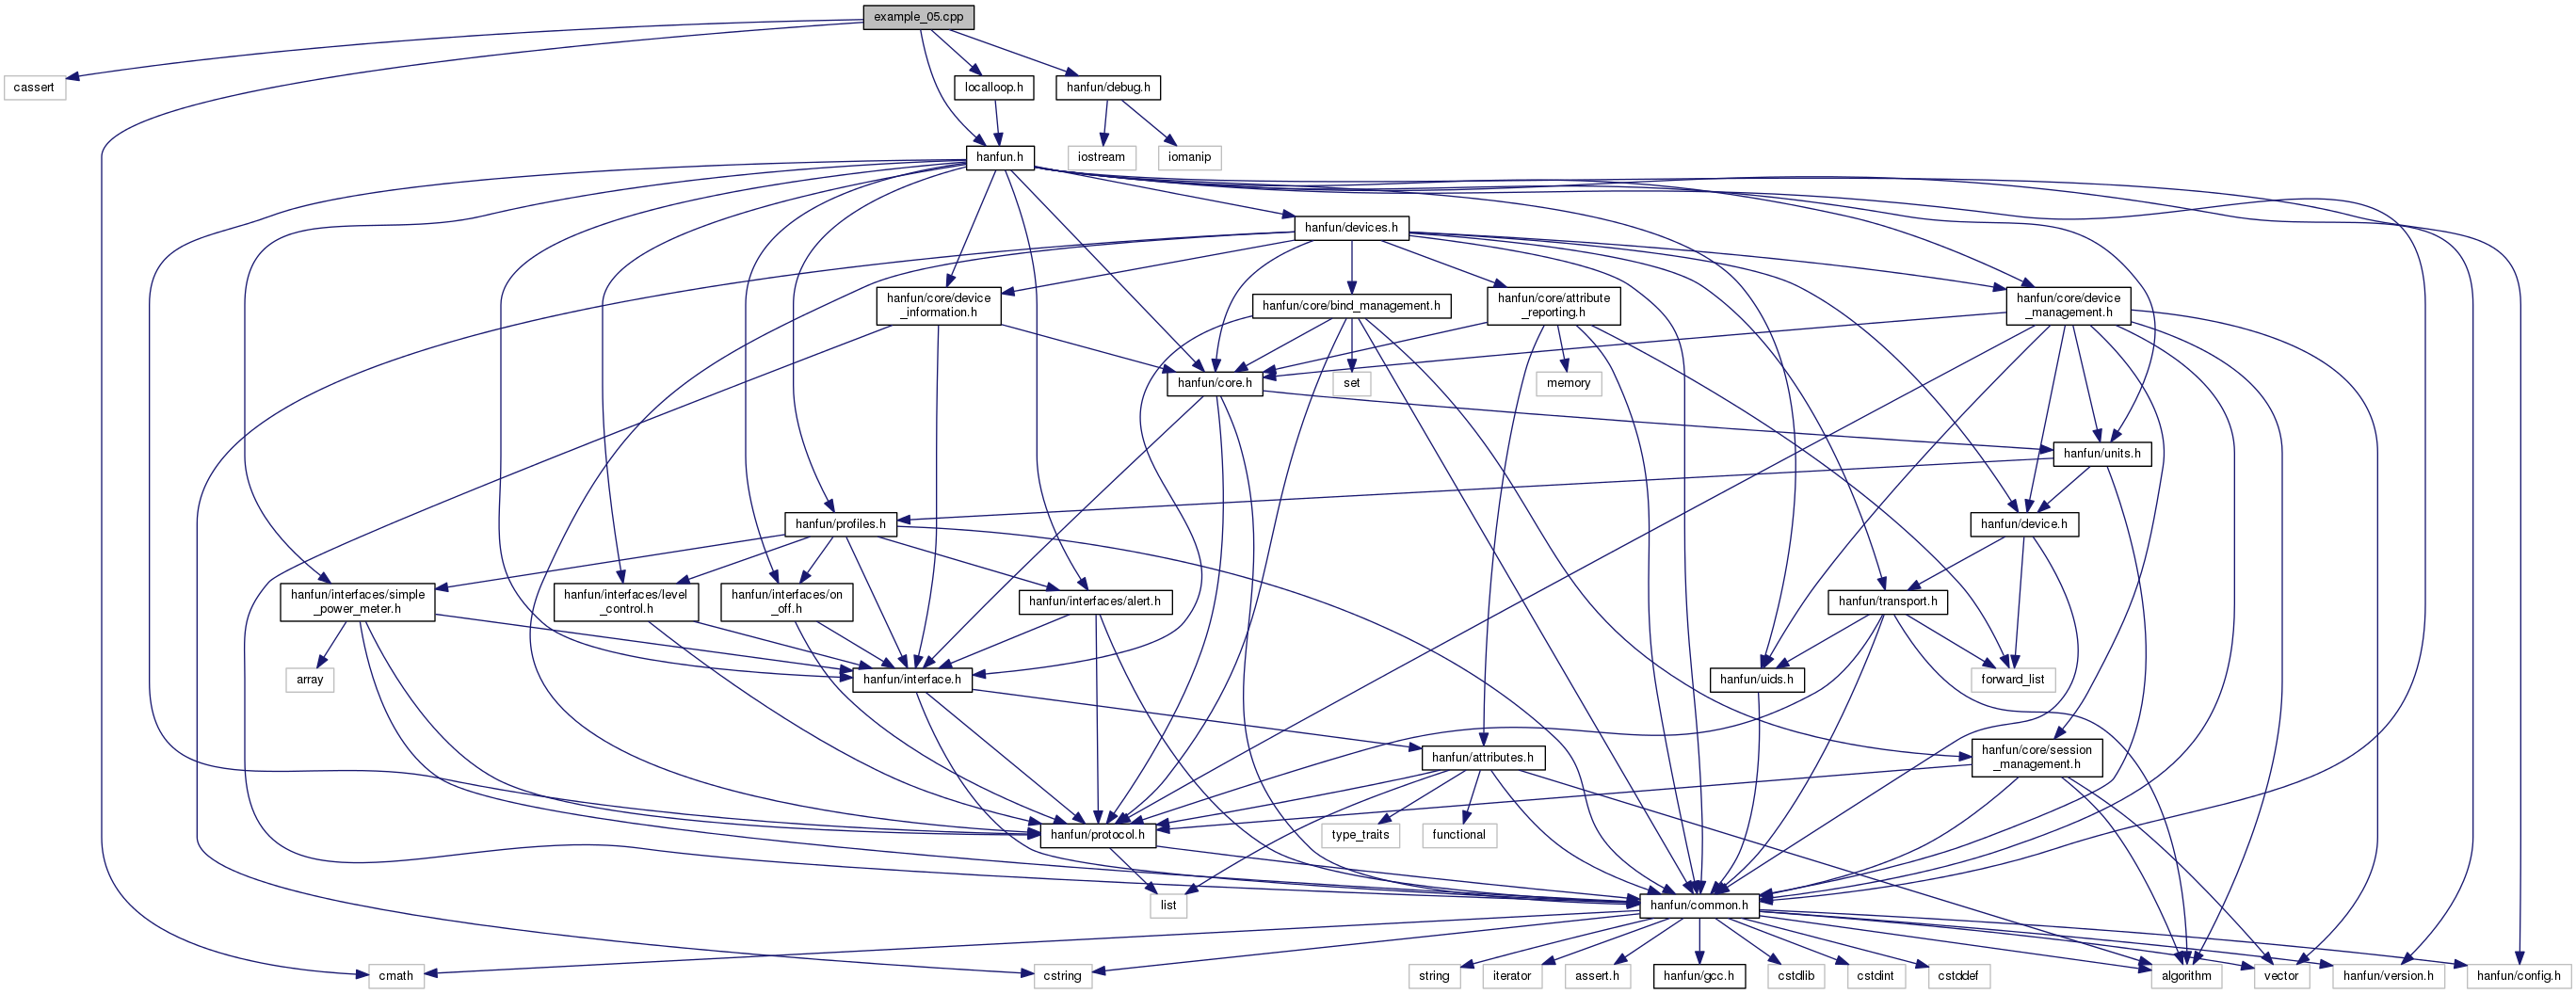 example_05.cpp
cassert
localloop.h
hanfun/debug.h
hanfun.h
iostream
iomanip
hanfun/devices.h
hanfun/core/device
_information.h
hanfun/core/bind_management.h
hanfun/core/attribute
_reporting.h
hanfun/core/device
_management.h
hanfun/core.h
set
memory
hanfun/units.h
hanfun/profiles.h
hanfun/device.h
hanfun/interfaces/simple
_power_meter.h
hanfun/interfaces/level
_control.h
hanfun/interfaces/on
_off.h
hanfun/interfaces/alert.h
hanfun/transport.h
array
hanfun/interface.h
hanfun/uids.h
forward_list
hanfun/attributes.h
hanfun/core/session
_management.h
hanfun/protocol.h
type_traits
functional
list
hanfun/common.h
cmath
cstring
string
iterator
assert.h
hanfun/gcc.h
cstdlib
cstdint
cstddef
algorithm
vector
hanfun/version.h
hanfun/config.h